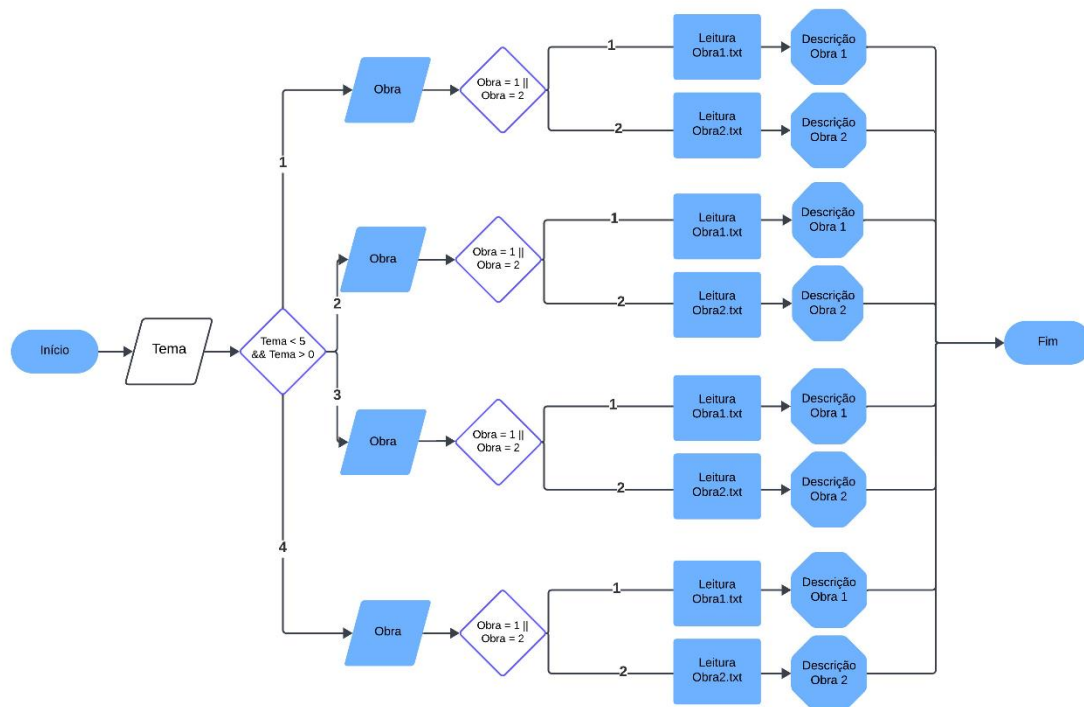 Início
Tema
Tema < 5
&& Tema > 0
1
Obra
Obra = 1 ||
Obra = 2
1
Leitura
Obra1.txt
Descrição
Obra 1
2
Leitura
Obra2.txt
Descrição
Obra 2
2
Obra
Obra = 1 ||
Obra = 2
1
Leitura
Obra1.txt
Descrição
Obra 1
2
Leitura
Obra2.txt
Descrição
Obra 2
3
Obra
Obra = 1 ||
Obra = 2
1
Leitura
Obra1.txt
Descrição
Obra 1
2
Leitura
Obra2.txt
Descrição
Obra 2
4
Obra
Obra = 1 ||
Obra = 2
1
Leitura
Obra1.txt
Descrição
Obra 1
2
Leitura
Obra2.txt
Descrição
Obra 2
Fim